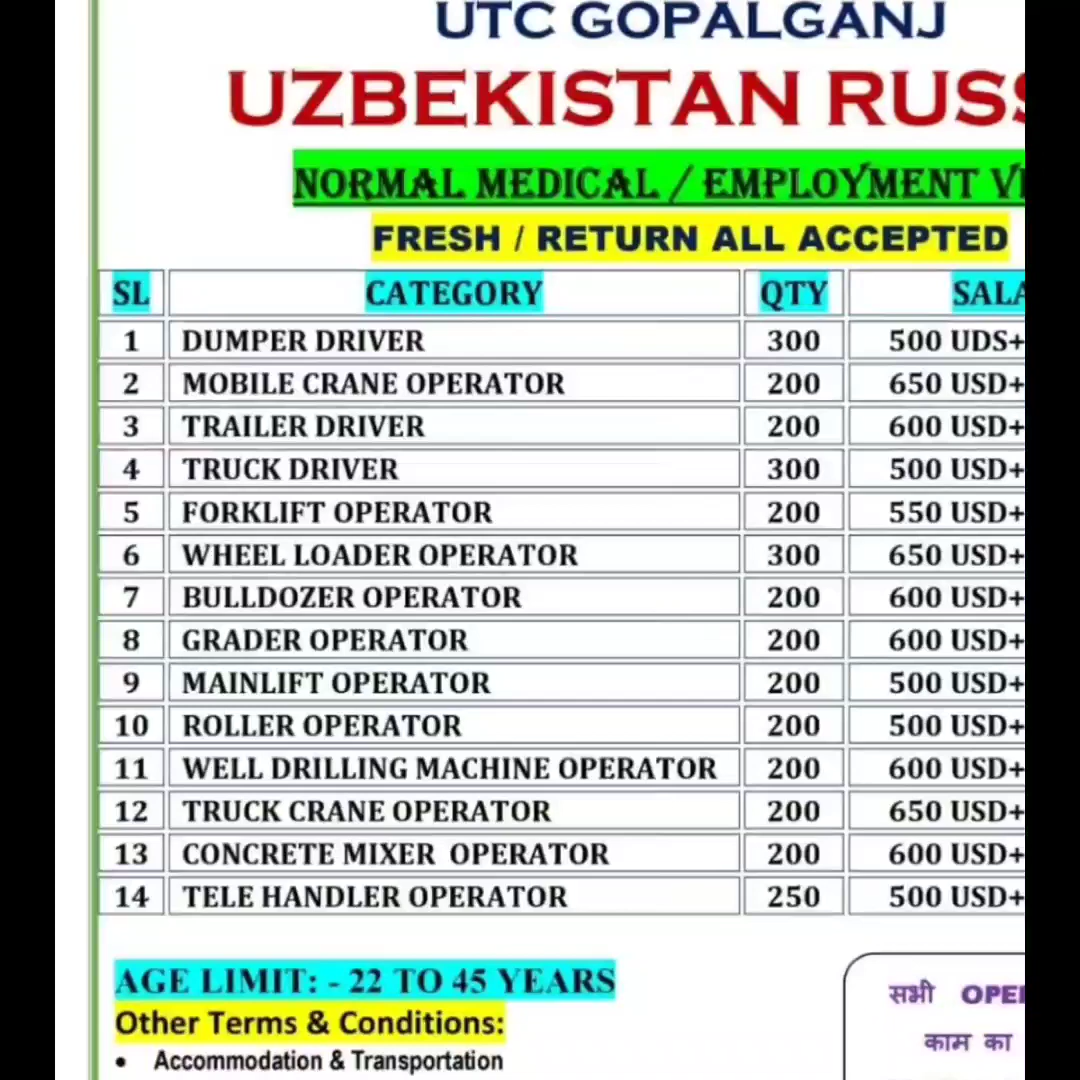 UTC GOPALGANJ
UZBEKISTAN RUSS
NORMAL MEDICAL / EMPLOYMENT VI
FRESH / RETURN ALL ACCEPTED
SL CATEGORY QTY SALA
1 DUMPER DRIVER 300 500 UDS+
2 MOBILE CRANE OPERATOR 200 650 USD+
3 TRAILER DRIVER 200 600 USD+
4 TRUCK DRIVER 300 500 USD+
5 FORKLIFT OPERATOR 200 550 USD+
6 WHEEL LOADER OPERATOR 300 650 USD+
7 BULLDOZER OPERATOR 200 600 USD+
8 GRADER OPERATOR 200 600 USD+
9 MAINLIFT OPERATOR 200 500 USD+
10 ROLLER OPERATOR 200 500 USD+
11 WELL DRILLING MACHINE OPERATOR 200 600 USD+
12 TRUCK CRANE OPERATOR 200 650 USD+
13 CONCRETE MIXER OPERATOR 200 600 USD+
14 TELE HANDLER OPERATOR 250 500 USD+
AGE LIMIT: - 22 TO 45 YEARS
Other Terms & Conditions:
• Accommodation & Transportation
सभी OPE
काम का